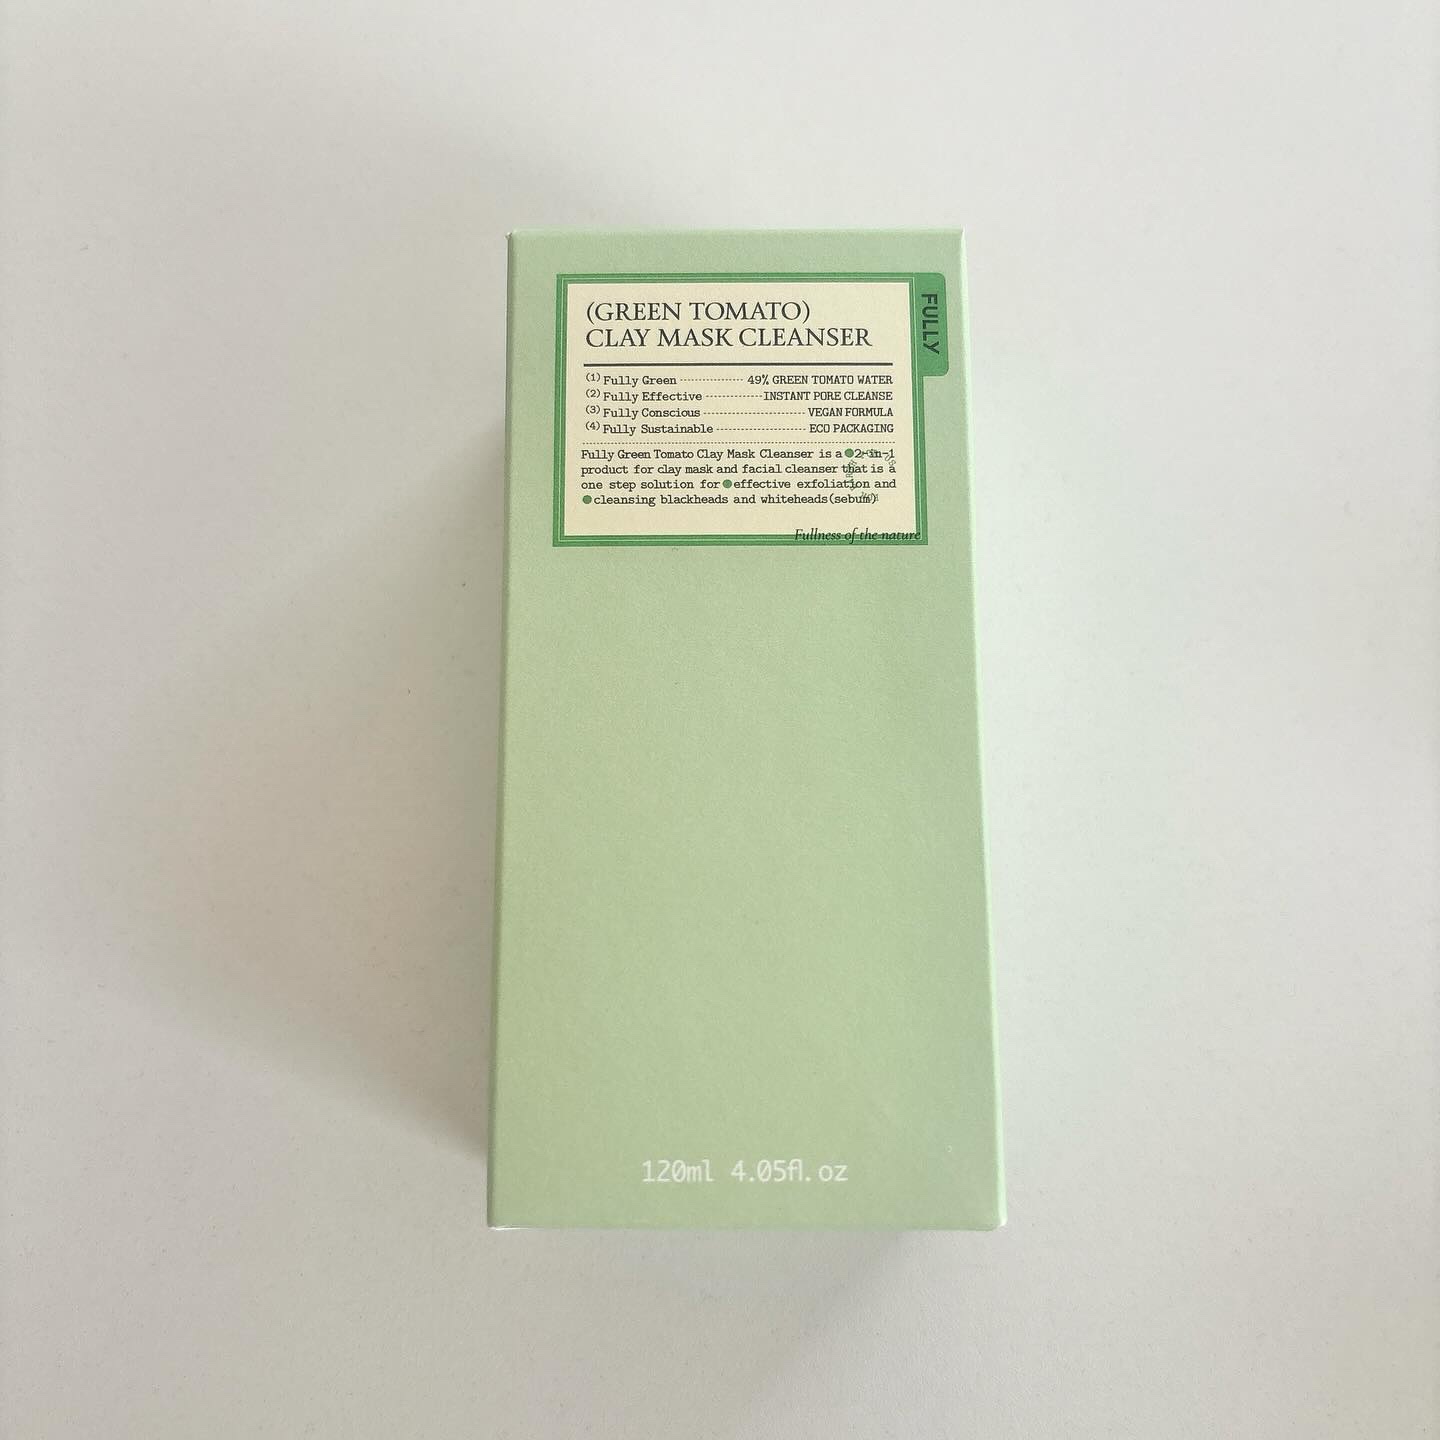 (GREEN TOMATO)
CLAY MASK CLEANSER
FULLY
(1) Fully Green ---------------- 49% GREEN TOMATO WATER
(2) Fully Effective -------------- INSTANT PORE CLEANSE
(3) Fully Conscious ------------------------- VEGAN FORMULA
(4) Fully Sustainable ---------------------- ECO PACKAGING
Fully Green Tomato Clay Mask Cleanser is a ●2-in-1
product for clay mask and facial cleanser that is a
one step solution for ●effective exfoliation and
●cleansing blackheads and whiteheads(sebum)
Fullness of the nature
120ml 4.05fl. oz